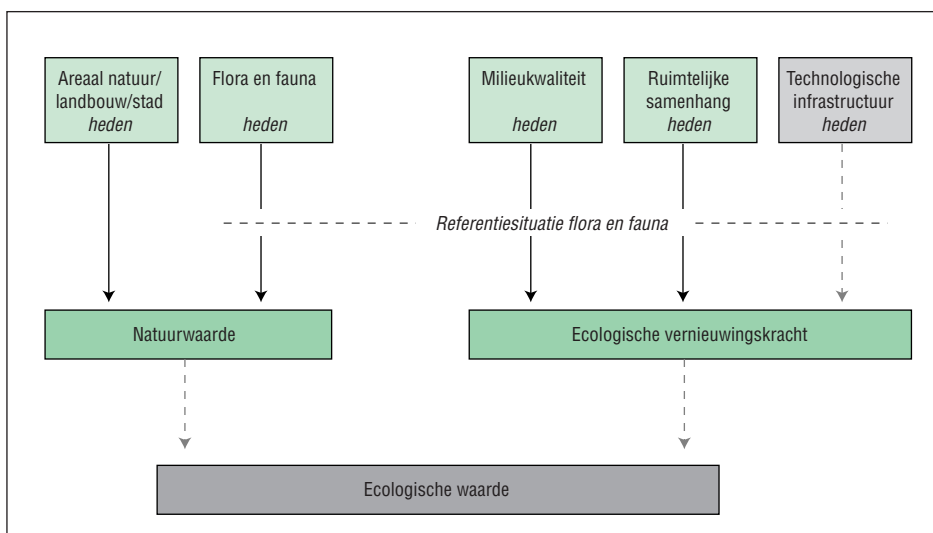 Areaal natuur/
landbouw/stad
heden
Flora en fauna
heden
Milieukwaliteit
heden
Ruimtelijke
samenhang
heden
Technologische
infrastructuur
heden
Referentiesituatie flora en fauna
Natuurwaarde
Ecologische vernieuwingskracht
Ecologische waarde